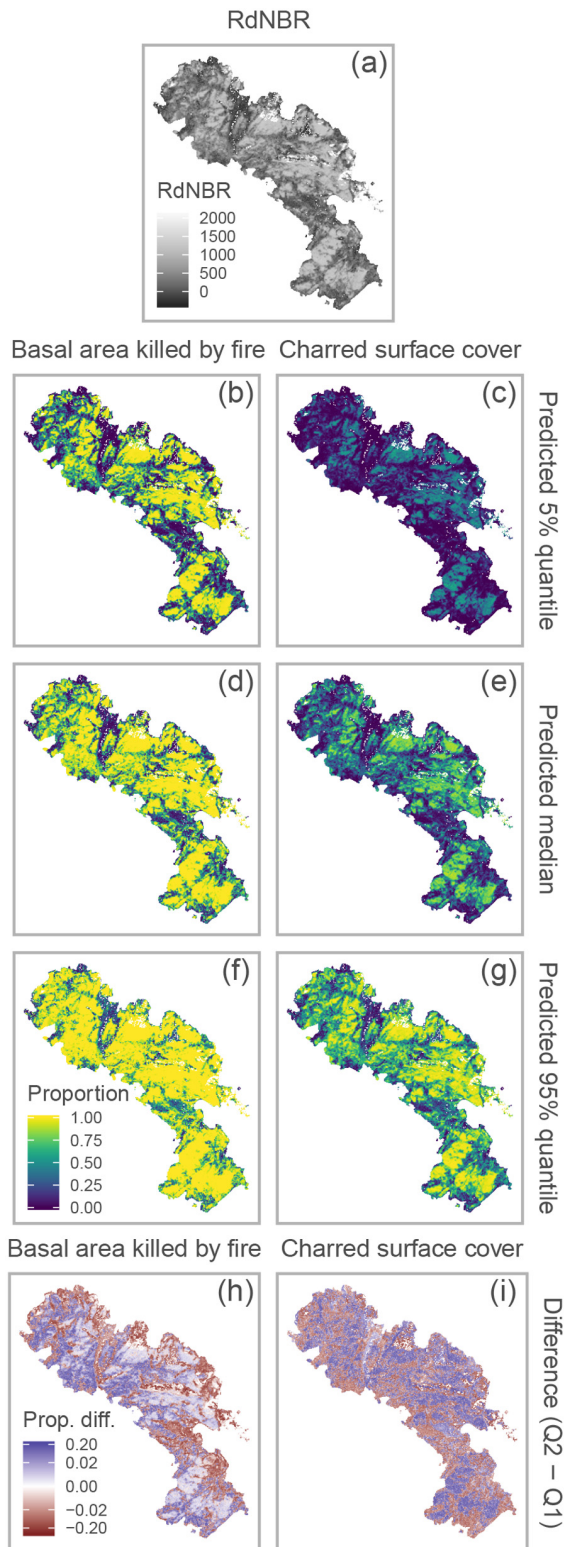 RdNBR
(a)
RdNBR
2000
1500
1000
500
0
Basal area killed by fire
Charred surface cover
(b)
(c)
Predicted 5% quantile
(d)
(e)
Predicted median
(f)
(g)
Predicted 95% quantile
Proportion
1.00
0.75
0.50
0.25
0.00
Basal area killed by fire
Charred surface cover
(h)
(i)
Difference (Q2 – Q1)
Prop. diff.
0.20
0.02
0.00
−0.02
−0.20